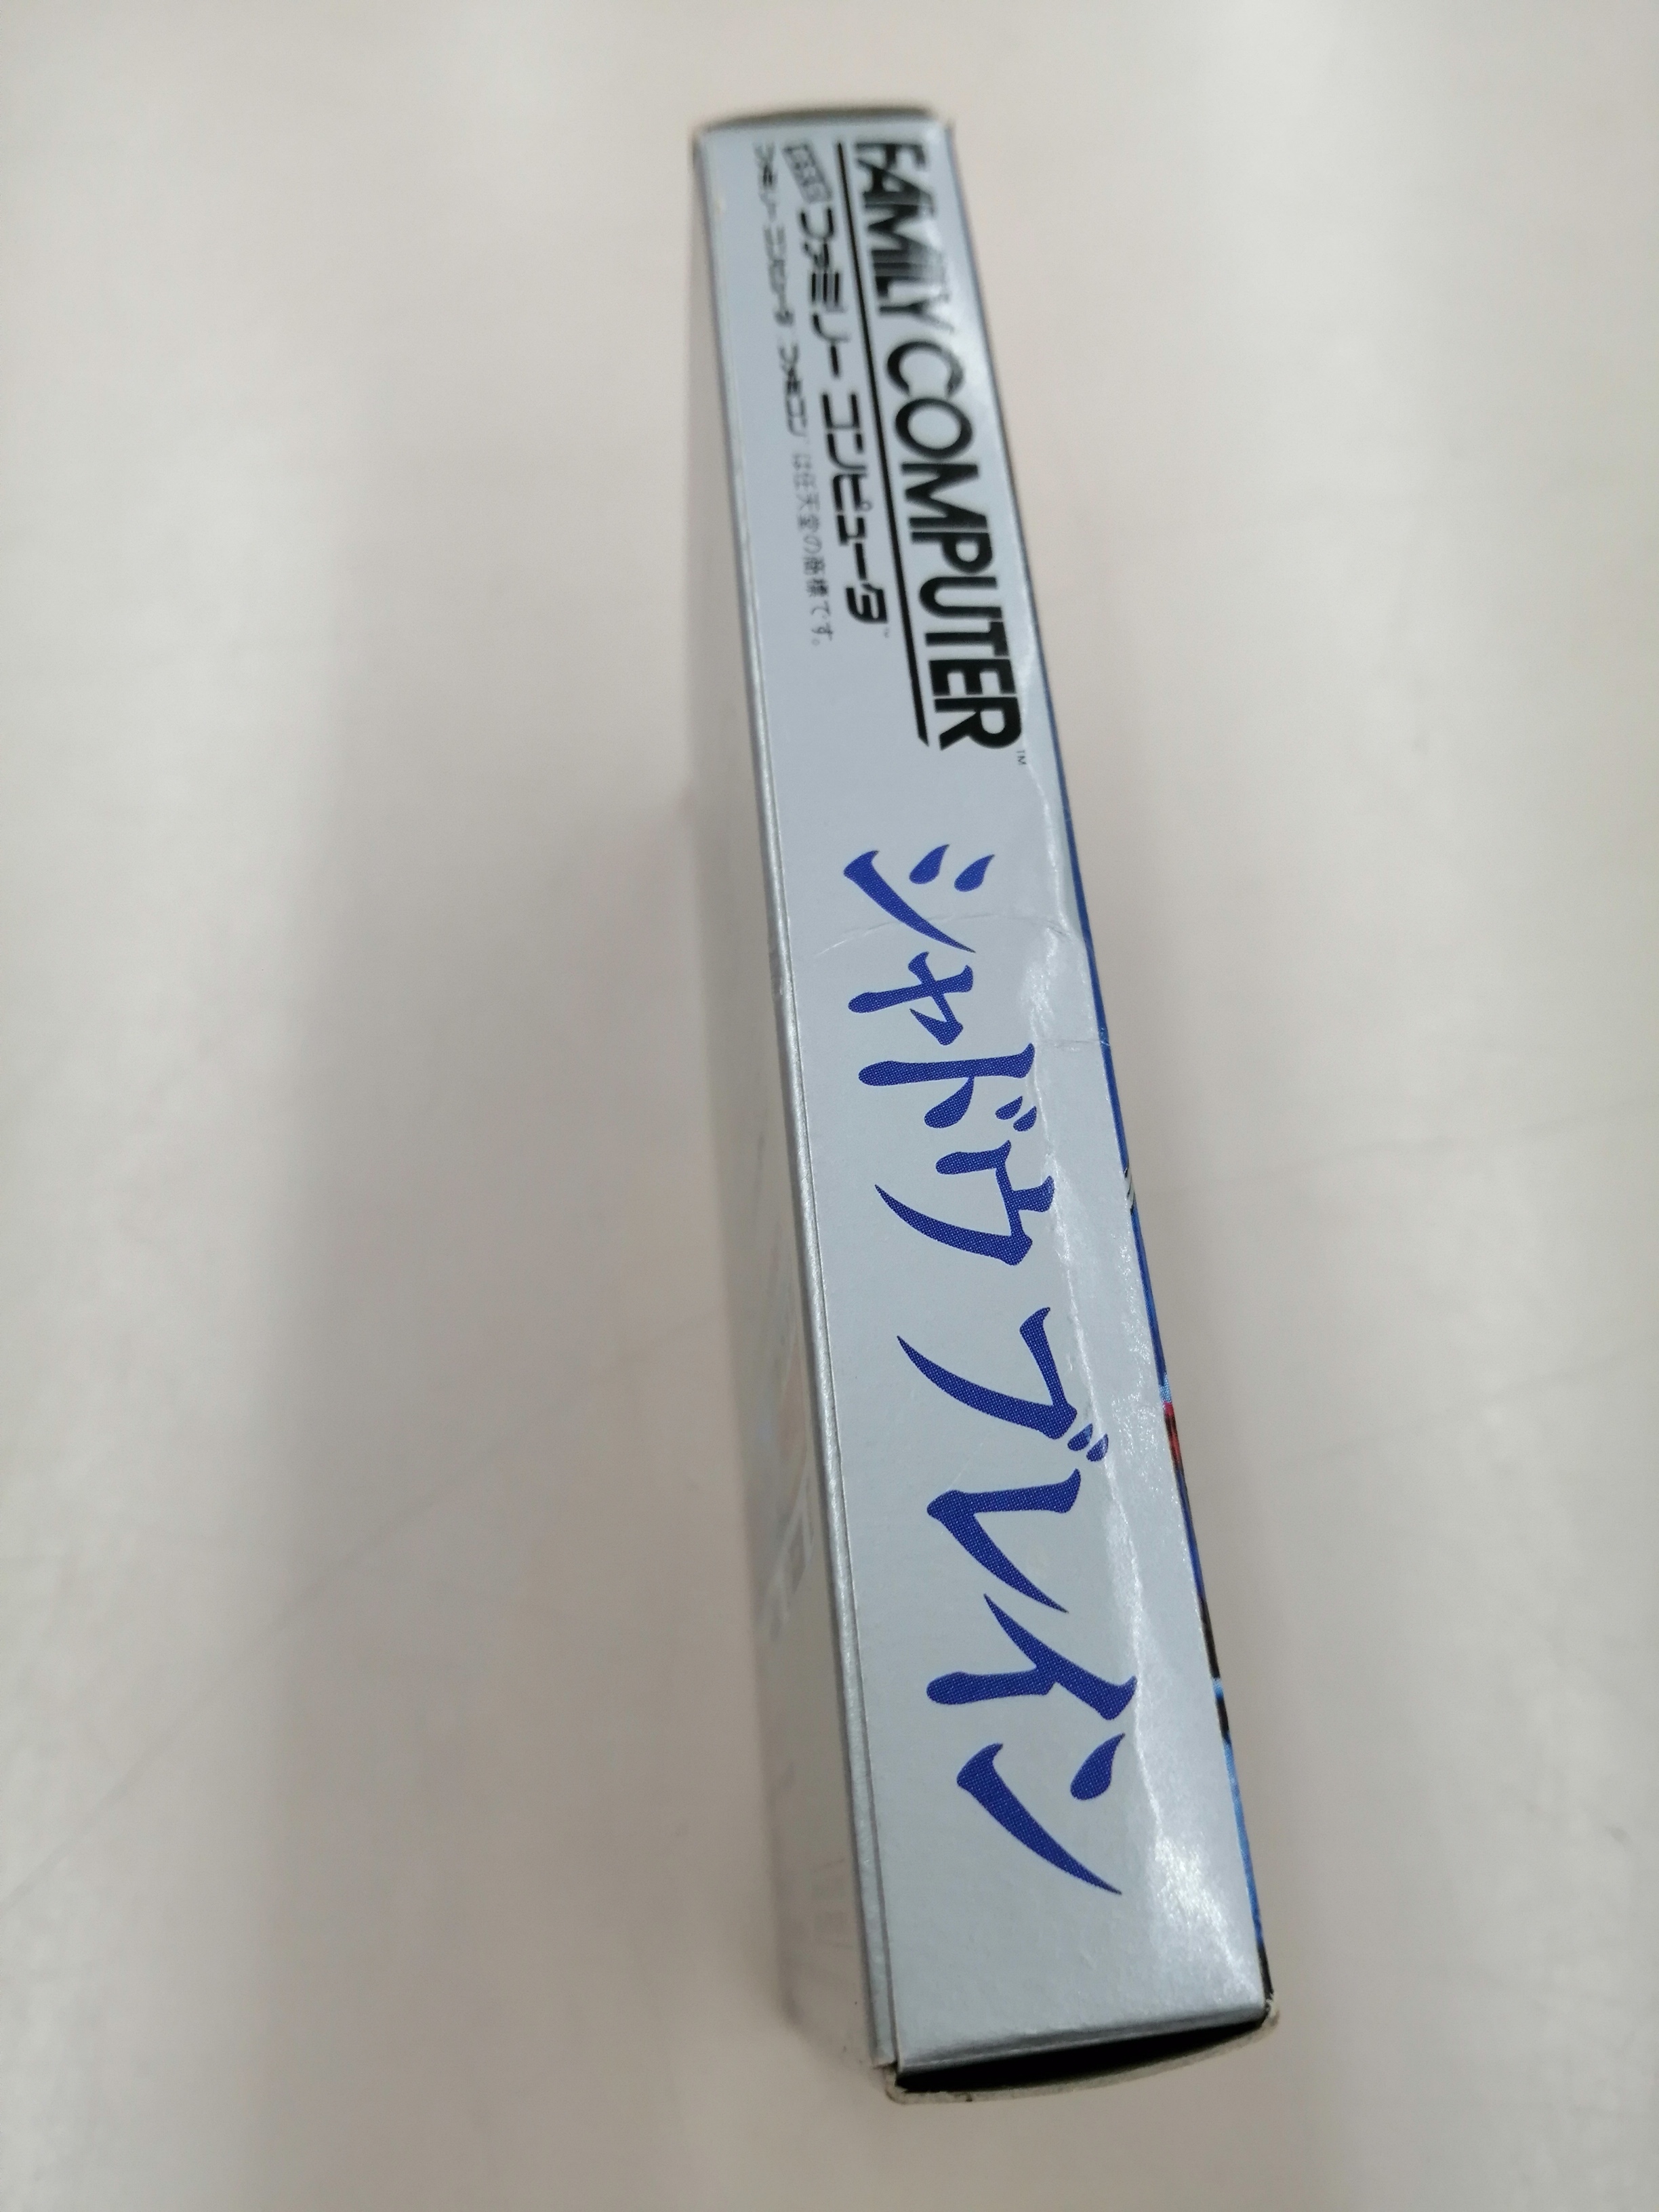 FAMILY COMPUTER™
ファミリー コンピュータ™
ファミリーコンピュータ ファミコン は任天堂の商標です。
シャドウブレイン